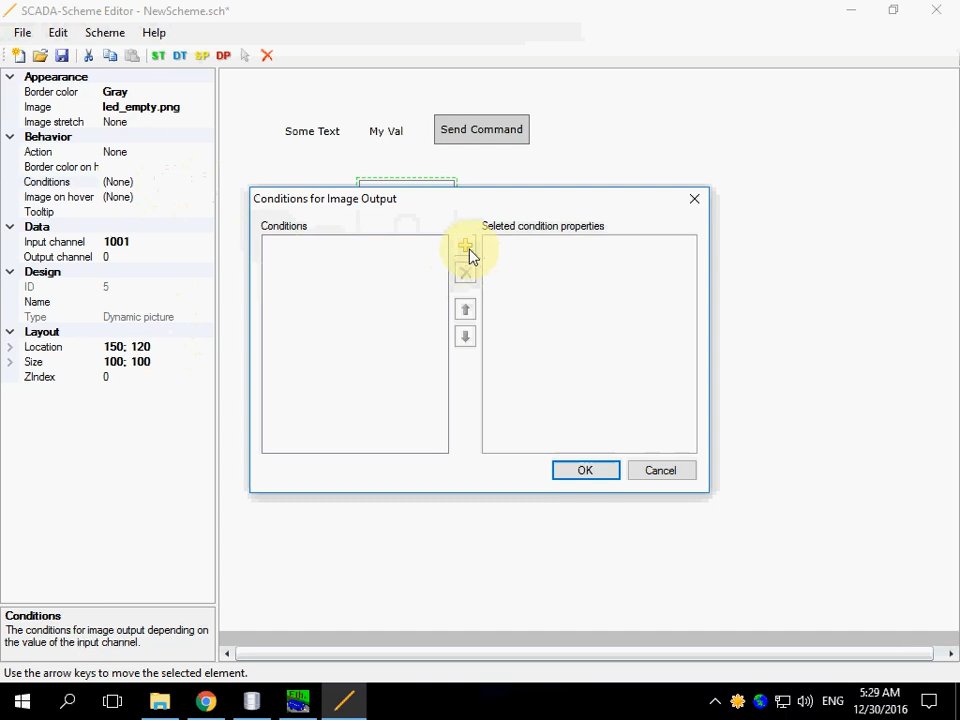 SCADA-Scheme Editor - NewScheme.sch*
File Edit Scheme Help
ST DT SP DP
Appearance
Border color Gray
Image led_empty.png
Image stretch None
Behavior
Action None
Border color on h
Conditions (None)
Image on hover (None)
Tooltip
Data
Input channel 1001
Output channel 0
Design
ID 5
Name
Type Dynamic picture
Layout
Location 150; 120
Size 100; 100
ZIndex 0
Some Text My Val Send Command
Conditions for Image Output
Conditions Seleted condition properties
OK Cancel
Conditions
The conditions for image output depending on
the value of the input channel.
Use the arrow keys to move the selected element.
ENG
5:29 AM
12/30/2016